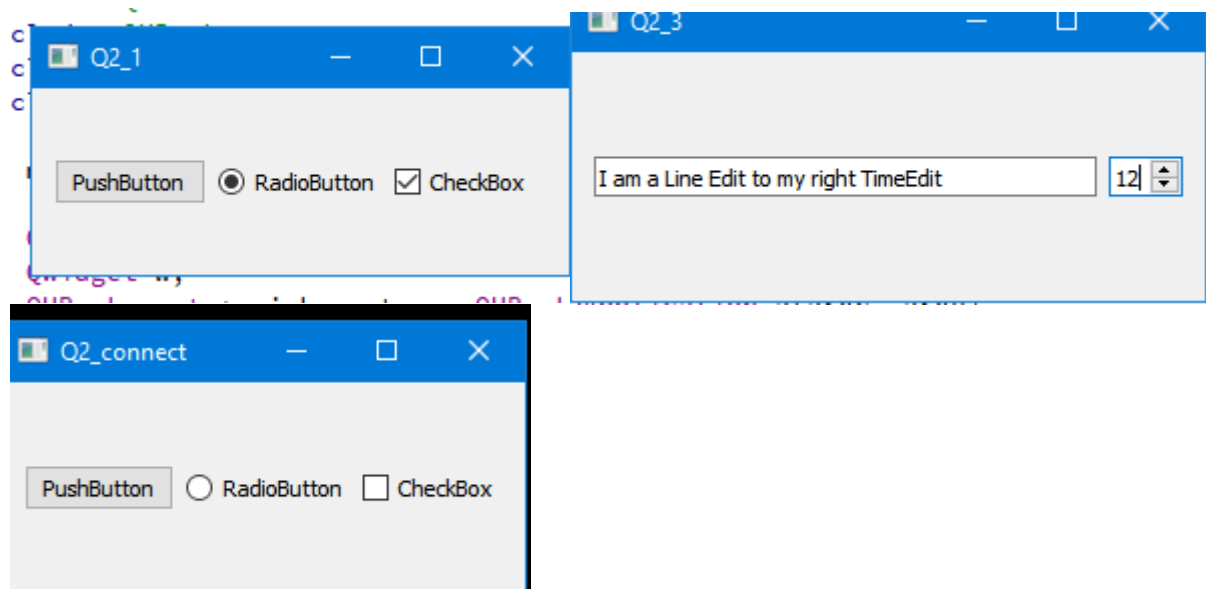 Q2_1
PushButton RadioButton CheckBox
Q2_3
I am a Line Edit to my right TimeEdit 12
Q2_connect
PushButton RadioButton CheckBox